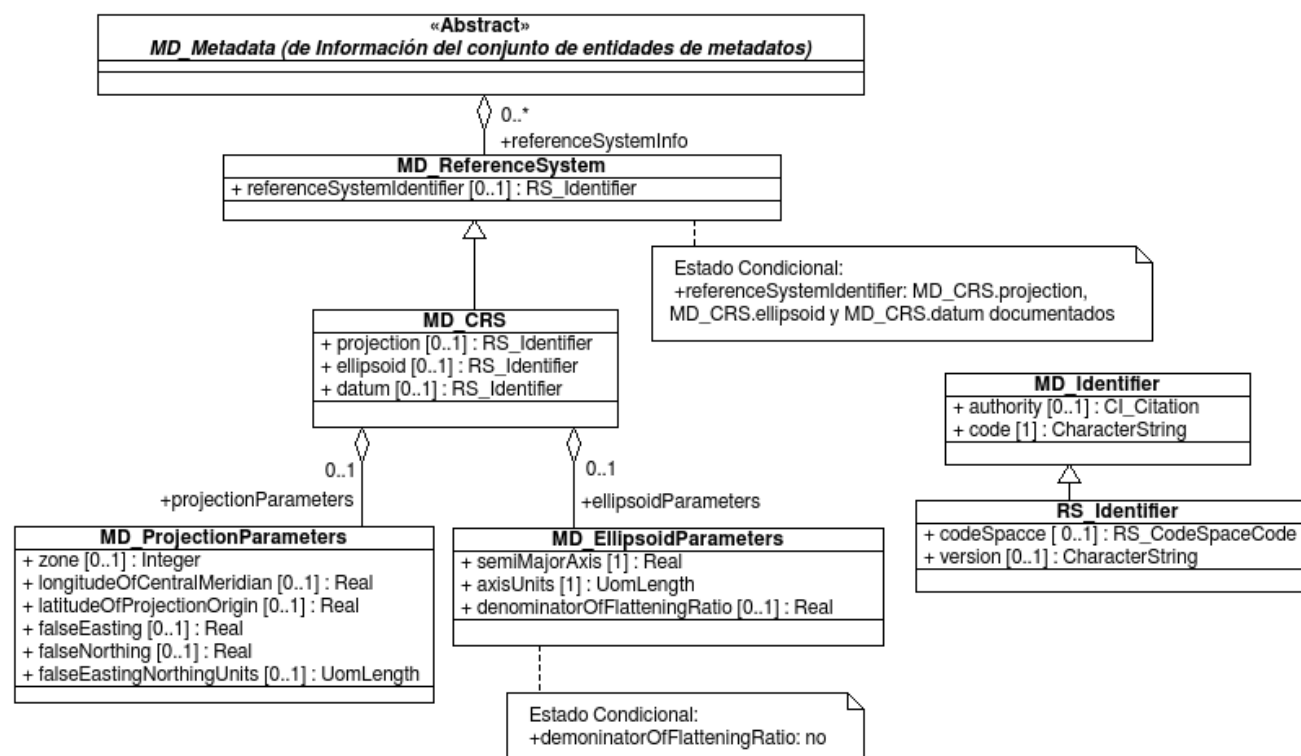 «Abstract»
MD_Metadata (de Información del conjunto de entidades de metadatos)
0..*
+referenceSystemInfo
MD_ReferenceSystem
+ referenceSystemIdentifier [0..1] : RS_Identifier
Estado Condicional:
+referenceSystemIdentifier: MD_CRS.projection,
MD_CRS.ellipsoid y MD_CRS.datum documentados
MD_CRS
+ projection [0..1] : RS_Identifier
+ ellipsoid [0..1] : RS_Identifier
+ datum [0..1] : RS_Identifier
0..1
+projectionParameters
0..1
+ellipsoidParameters
MD_Identifier
+ authority [0..1] : CI_Citation
+ code [1] : CharacterString
RS_Identifier
+ codeSpacce [ 0..1] : RS_CodeSpaceCode
+ version [0..1] : CharacterString
MD_ProjectionParameters
+ zone [0..1] : Integer
+ longitudeOfCentralMeridian [0..1] : Real
+ latitudeOfProjectionOrigin [0..1] : Real
+ falseEasting [0..1] : Real
+ falseNorthing [0..1] : Real
+ falseEastingNorthingUnits [0..1] : UomLength
MD_EllipsoidParameters
+ semiMajorAxis [1] : Real
+ axisUnits [1] : UomLength
+ denominatorOfFlatteningRatio [0..1] : Real
Estado Condicional:
+demoninatorOfFlatteningRatio: no